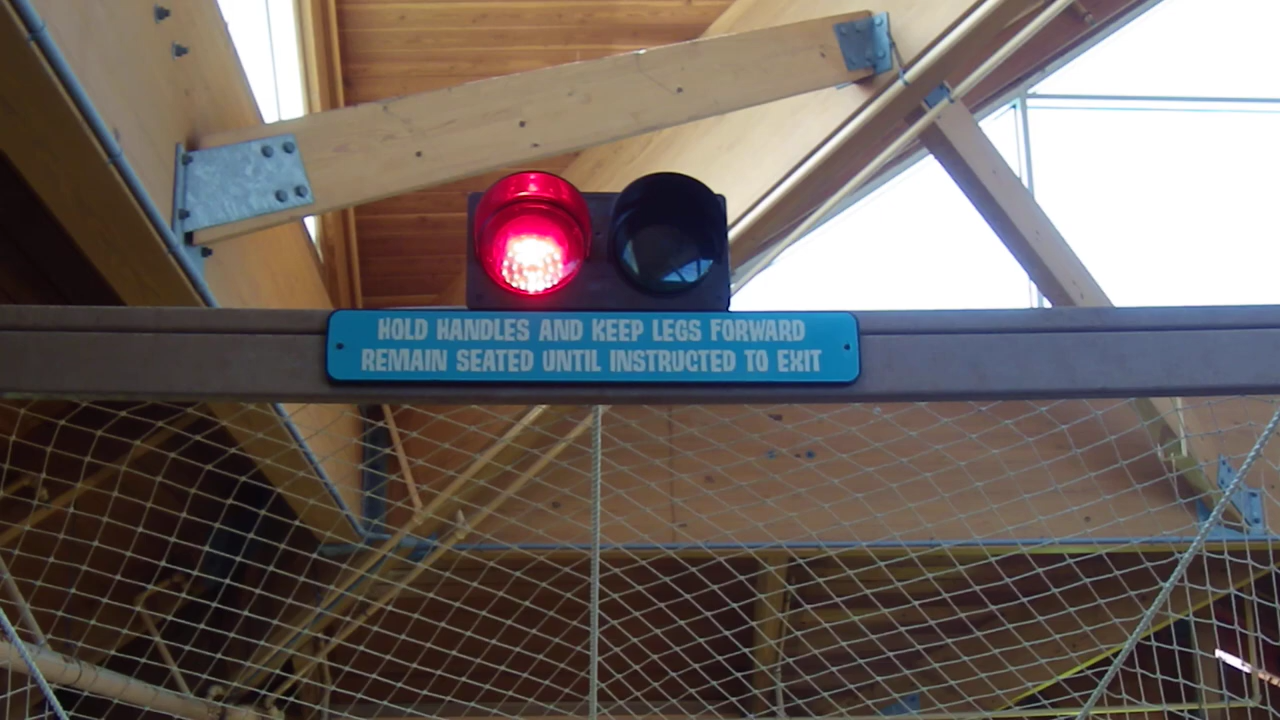 HOLD HANDLES AND KEEP LEGS FORWARD
REMAIN SEATED UNTIL INSTRUCTED TO EXIT